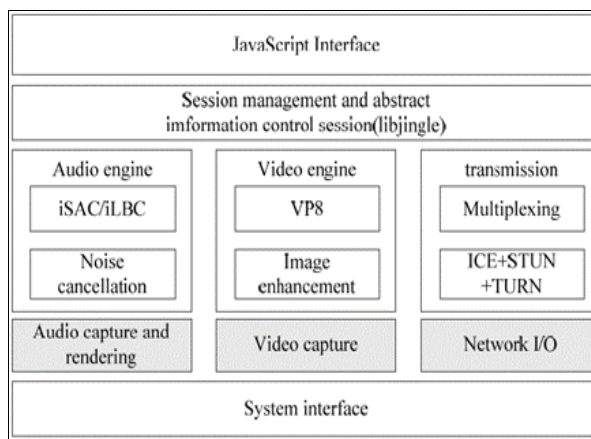 JavaScript Interface
Session management and abstract
imformation control session(libjingle)
Audio engine
iSAC/iLBC
Noise
cancellation
Video engine
VP8
Image
enhancement
transmission
Multiplexing
ICE+STUN
+TURN
Audio capture and
rendering
Video capture
Network I/O
System interface